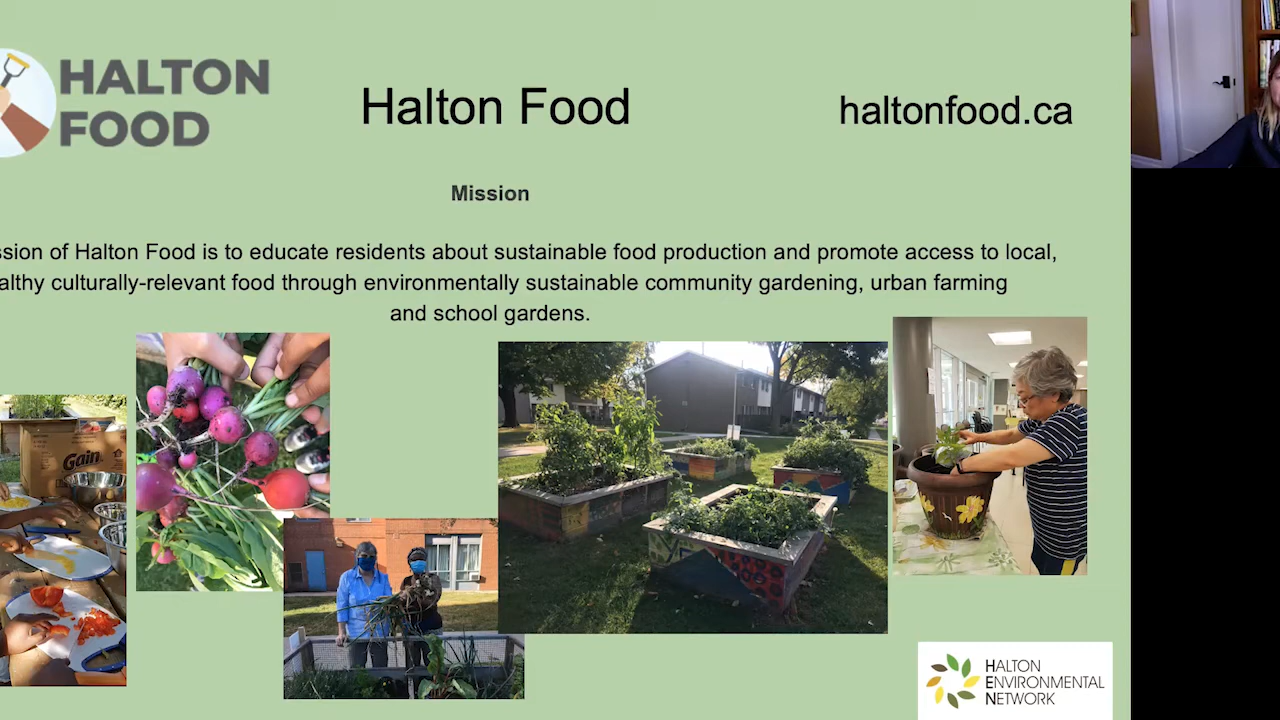 HALTON
FOOD
Halton Food
haltonfood.ca
Mission
ssion of Halton Food is to educate residents about sustainable food production and promote access to local,
althy culturally-relevant food through environmentally sustainable community gardening, urban farming
and school gardens.
Gain
HALTON
ENVIRONMENTAL
NETWORK